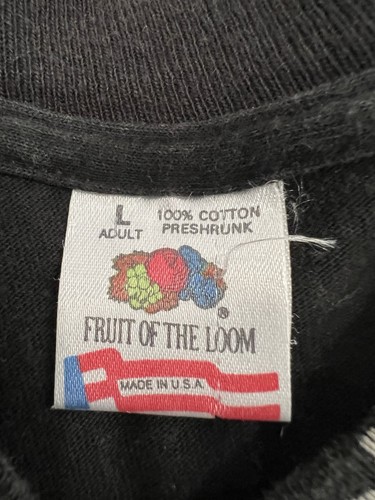 L 100% COTTON
ADULT PRESHRUNK
®
FRUIT OF THE LOOM
MADE IN U.S.A.